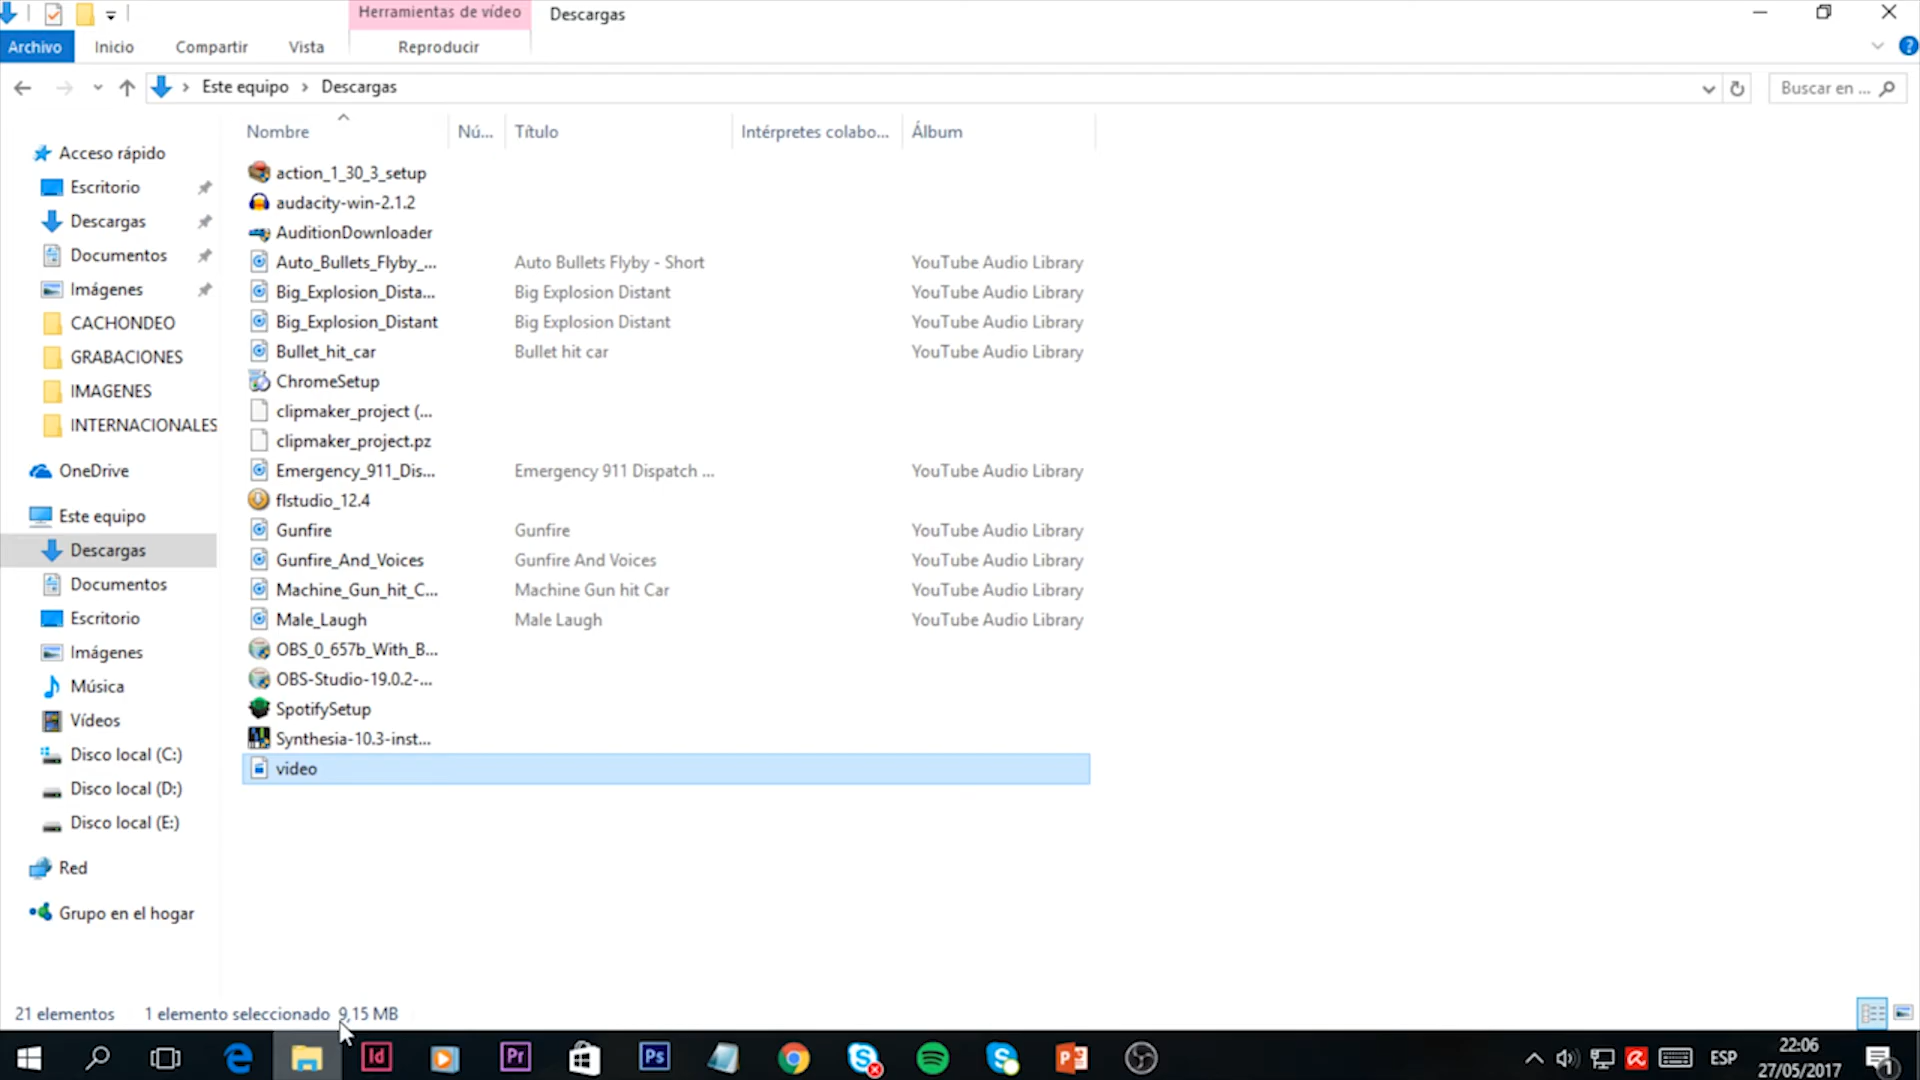 Herramientas de vídeo
Descargas
Archivo
Inicio
Compartir
Vista
Reproducir
Este equipo
Descargas
Buscar en ...
Acceso rápido
Escritorio
Descargas
Documentos
Imágenes
CACHONDEO
GRABACIONES
IMAGENES
INTERNACIONALES
OneDrive
Este equipo
Descargas
Documentos
Escritorio
Imágenes
Música
Vídeos
Disco local (C:)
Disco local (D:)
Disco local (E:)
Red
Grupo en el hogar
Nombre Nú... Título Intérpretes colabo... Álbum
action_1_30_3_setup
audacity-win-2.1.2
AuditionDownloader
Auto_Bullets_Flyby_... Auto Bullets Flyby - Short YouTube Audio Library
Big_Explosion_Dista... Big Explosion Distant YouTube Audio Library
Big_Explosion_Distant Big Explosion Distant YouTube Audio Library
Bullet_hit_car Bullet hit car YouTube Audio Library
ChromeSetup
clipmaker_project (...
clipmaker_project.pz
Emergency_911_Dis... Emergency 911 Dispatch ... YouTube Audio Library
flstudio_12.4
Gunfire Gunfire YouTube Audio Library
Gunfire_And_Voices Gunfire And Voices YouTube Audio Library
Machine_Gun_hit_C... Machine Gun hit Car YouTube Audio Library
Male_Laugh Male Laugh YouTube Audio Library
OBS_0_657b_With_B...
OBS-Studio-19.0.2-...
SpotifySetup
Synthesia-10.3-inst...
video
21 elementos 1 elemento seleccionado 9,15 MB
Id
Pr
Ps
ESP
22:06
27/05/2017
1